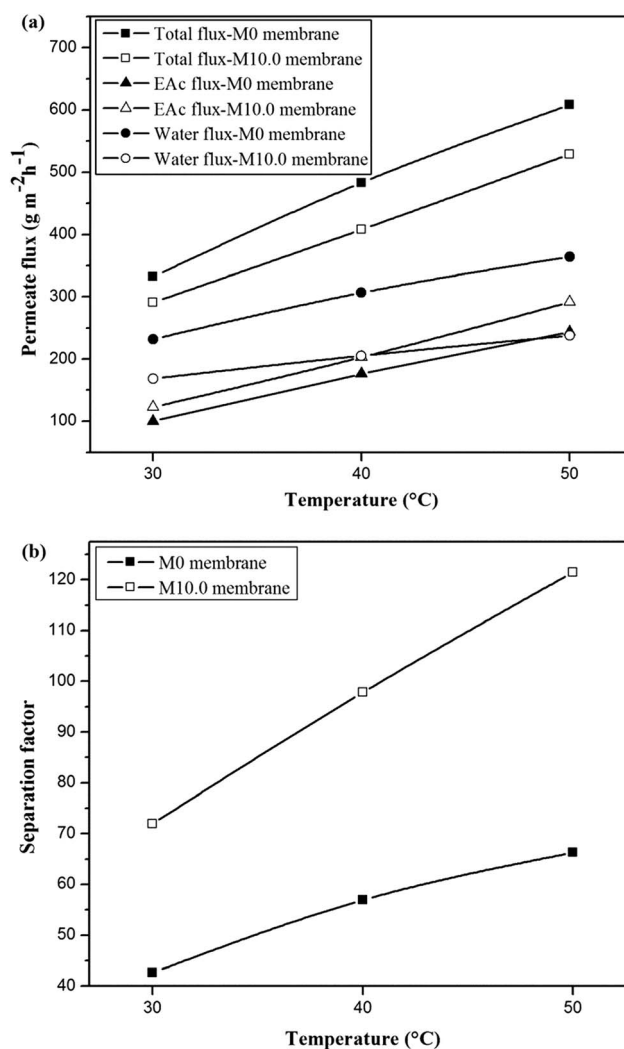 (a)
Total flux-M0 membrane
Total flux-M10.0 membrane
EAc flux-M0 membrane
EAc flux-M10.0 membrane
Water flux-M0 membrane
Water flux-M10.0 membrane
700
600
500
400
300
200
100
Permeate flux (g m⁻²h⁻¹)
30 40 50
Temperature (°C)
(b)
M0 membrane
M10.0 membrane
120
110
100
90
80
70
60
50
40
Separation factor
30 40 50
Temperature (°C)